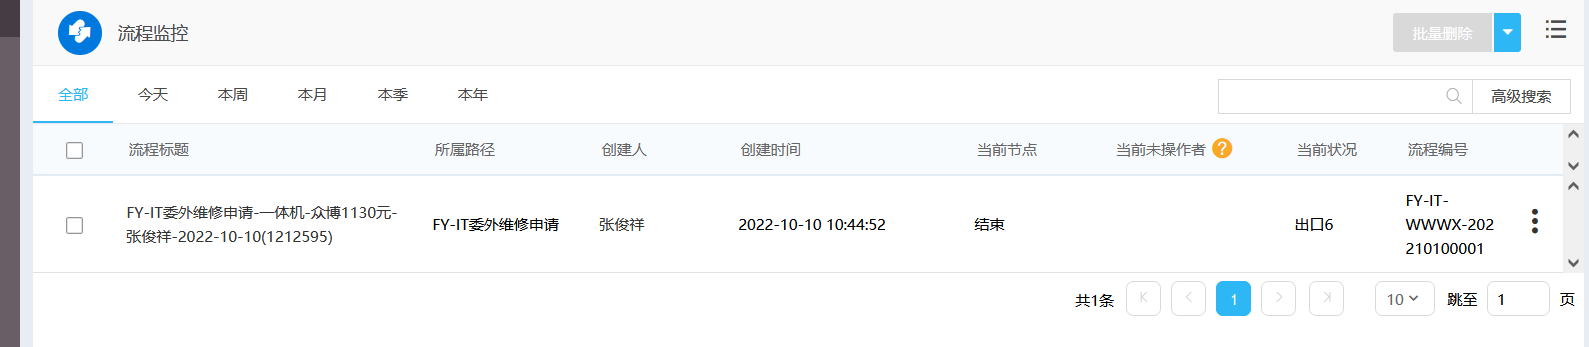 流程监控
批量删除
全部 今天 本周 本月 本季 本年
高级搜索
流程标题 所属路径 创建人 创建时间 当前节点 当前未操作者 ? 当前状况 流程编号
FY-IT委外维修申请-一体机-众博1130元-
张俊祥-2022-10-10(1212595)
FY-IT委外维修申请
张俊祥
2022-10-10 10:44:52
结束
出口6
FY-IT-
WWWX-202
210100001
共1条 1 10 跳至 1 页